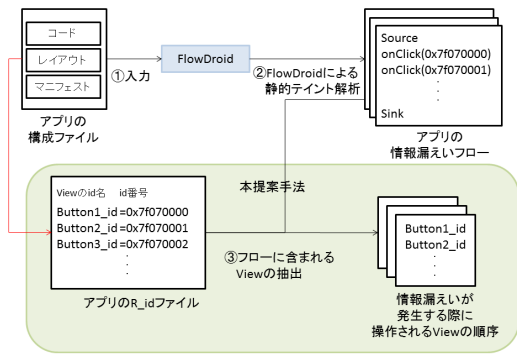 コード
レイアウト
マニフェスト
アプリの
構成ファイル
①入力
FlowDroid
②FlowDroidによる
静的テイント解析
Source
onClick(0x7f070000)
onClick(0x7f070001)
・
・
・
Sink
アプリの
情報漏えいフロー
本提案手法
Viewのid名 id番号
Button1_id =0x7f070000
Button2_id =0x7f070001
Button3_id =0x7f070002
・
・
・
アプリのR_idファイル
③フローに含まれる
Viewの抽出
Button1_id
Button2_id
・
・
・
情報漏えいが
発生する際に
操作されるViewの順序